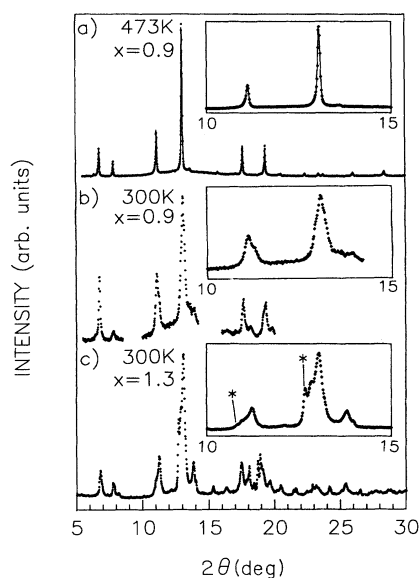 a)
473K
x=0.9
10
15
b)
300K
x=0.9
10
15
c)
300K
x=1.3
*
*
10
15
INTENSITY (arb. units)
5 10 15 20 25 30
2θ(deg)